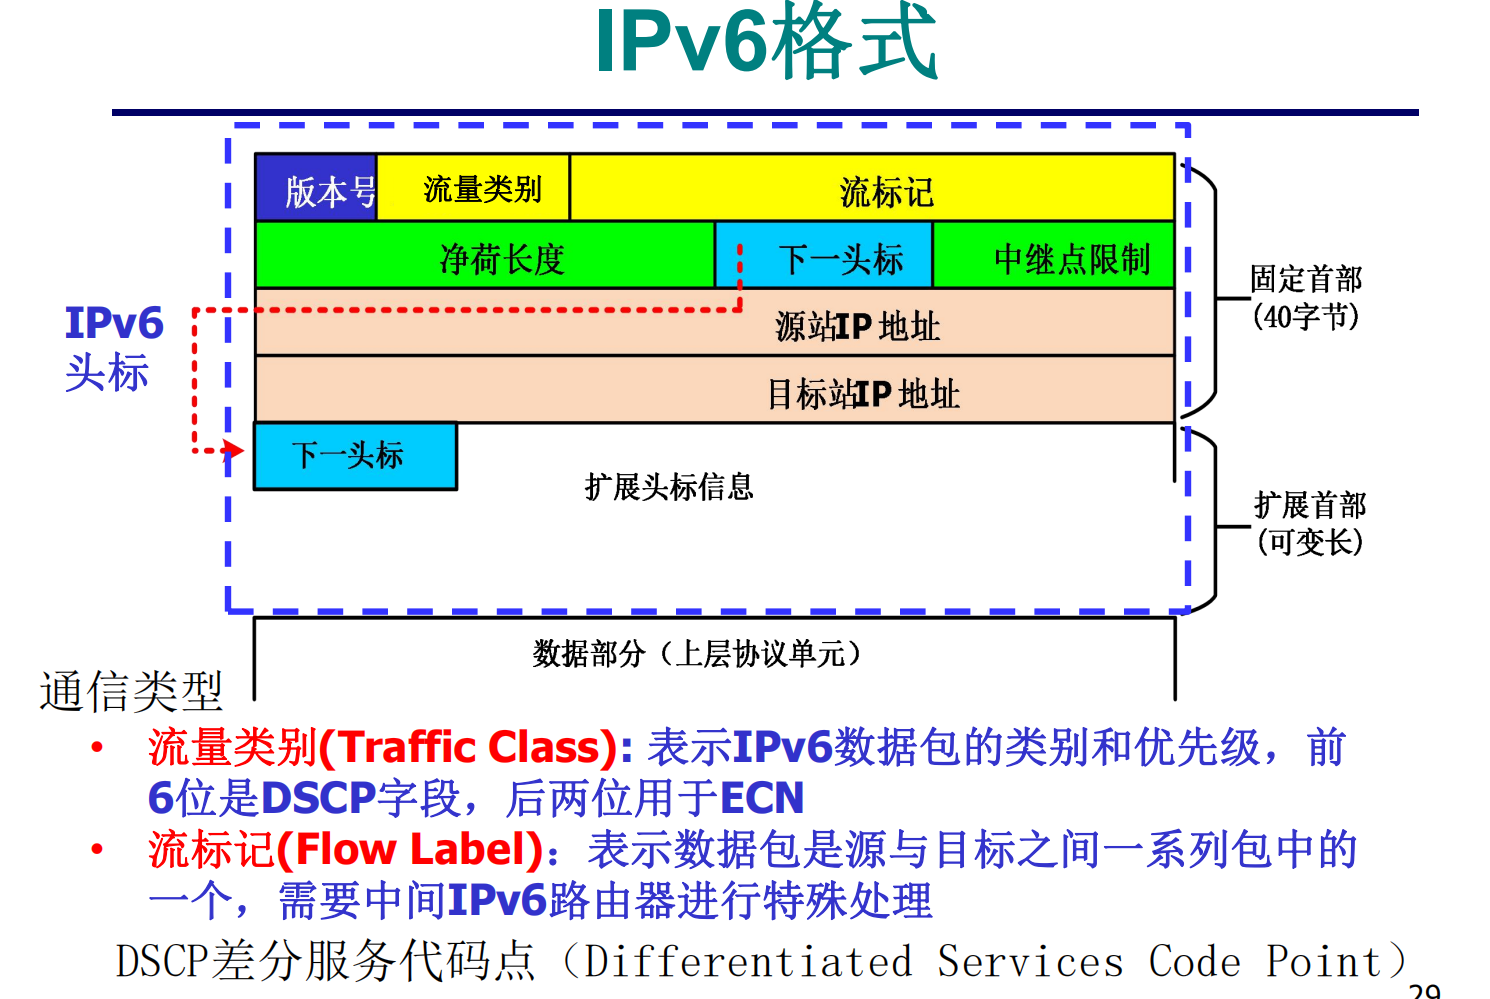 IPv6格式
版本号 流量类别 流标记
净荷长度 下一头标 中继点限制
源站IP 地址
目标站IP 地址
下一头标
扩展头标信息
IPv6
头标
固定首部
(40字节)
扩展首部
(可变长)
数据部分（上层协议单元）
通信类型
• 流量类别(Traffic Class): 表示IPv6数据包的类别和优先级，前
6位是DSCP字段，后两位用于ECN
• 流标记(Flow Label)：表示数据包是源与目标之间一系列包中的
一个，需要中间IPv6路由器进行特殊处理
DSCP差分服务代码点（Differentiated Services Code Point）
29